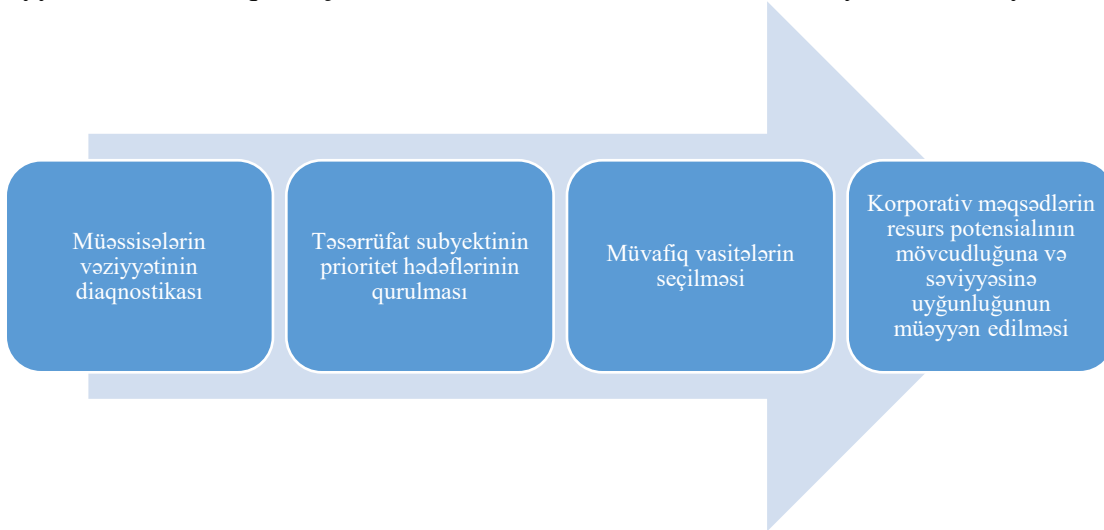 Müəssisələrin
vəziyyətinin
diaqnostikası
Təsərrüfat subyektinin
prioritet hədəflərinin
qurulması
Müvafiq vasitələrin
seçilməsi
Korporativ məqsədlərin
resurs potensialının
mövcudluğuna və
səviyyəsinə
uyğunluğunun
müəyyən edilməsi